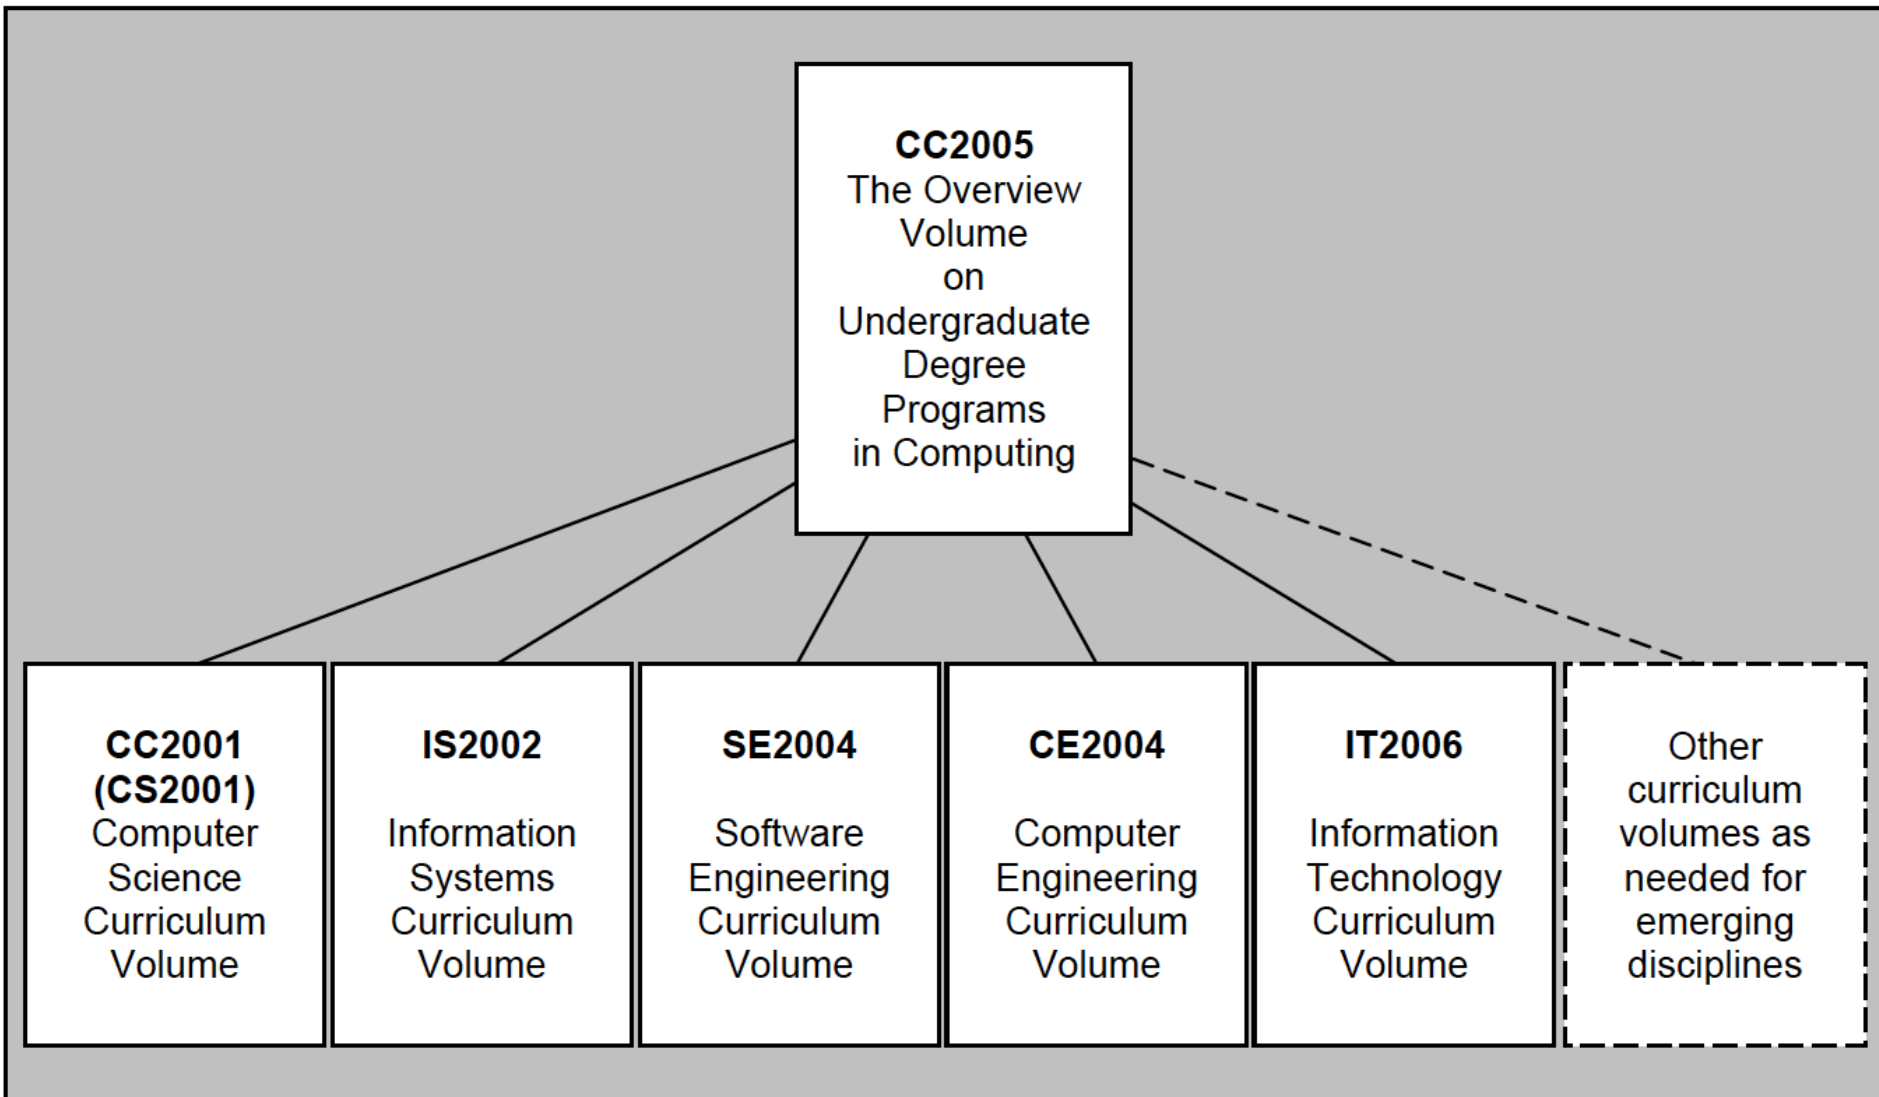 CC2005
The Overview
Volume
on
Undergraduate
Degree
Programs
in Computing
CC2001
(CS2001)
Computer
Science
Curriculum
Volume
IS2002
Information
Systems
Curriculum
Volume
SE2004
Software
Engineering
Curriculum
Volume
CE2004
Computer
Engineering
Curriculum
Volume
IT2006
Information
Technology
Curriculum
Volume
Other
curriculum
volumes as
needed for
emerging
disciplines